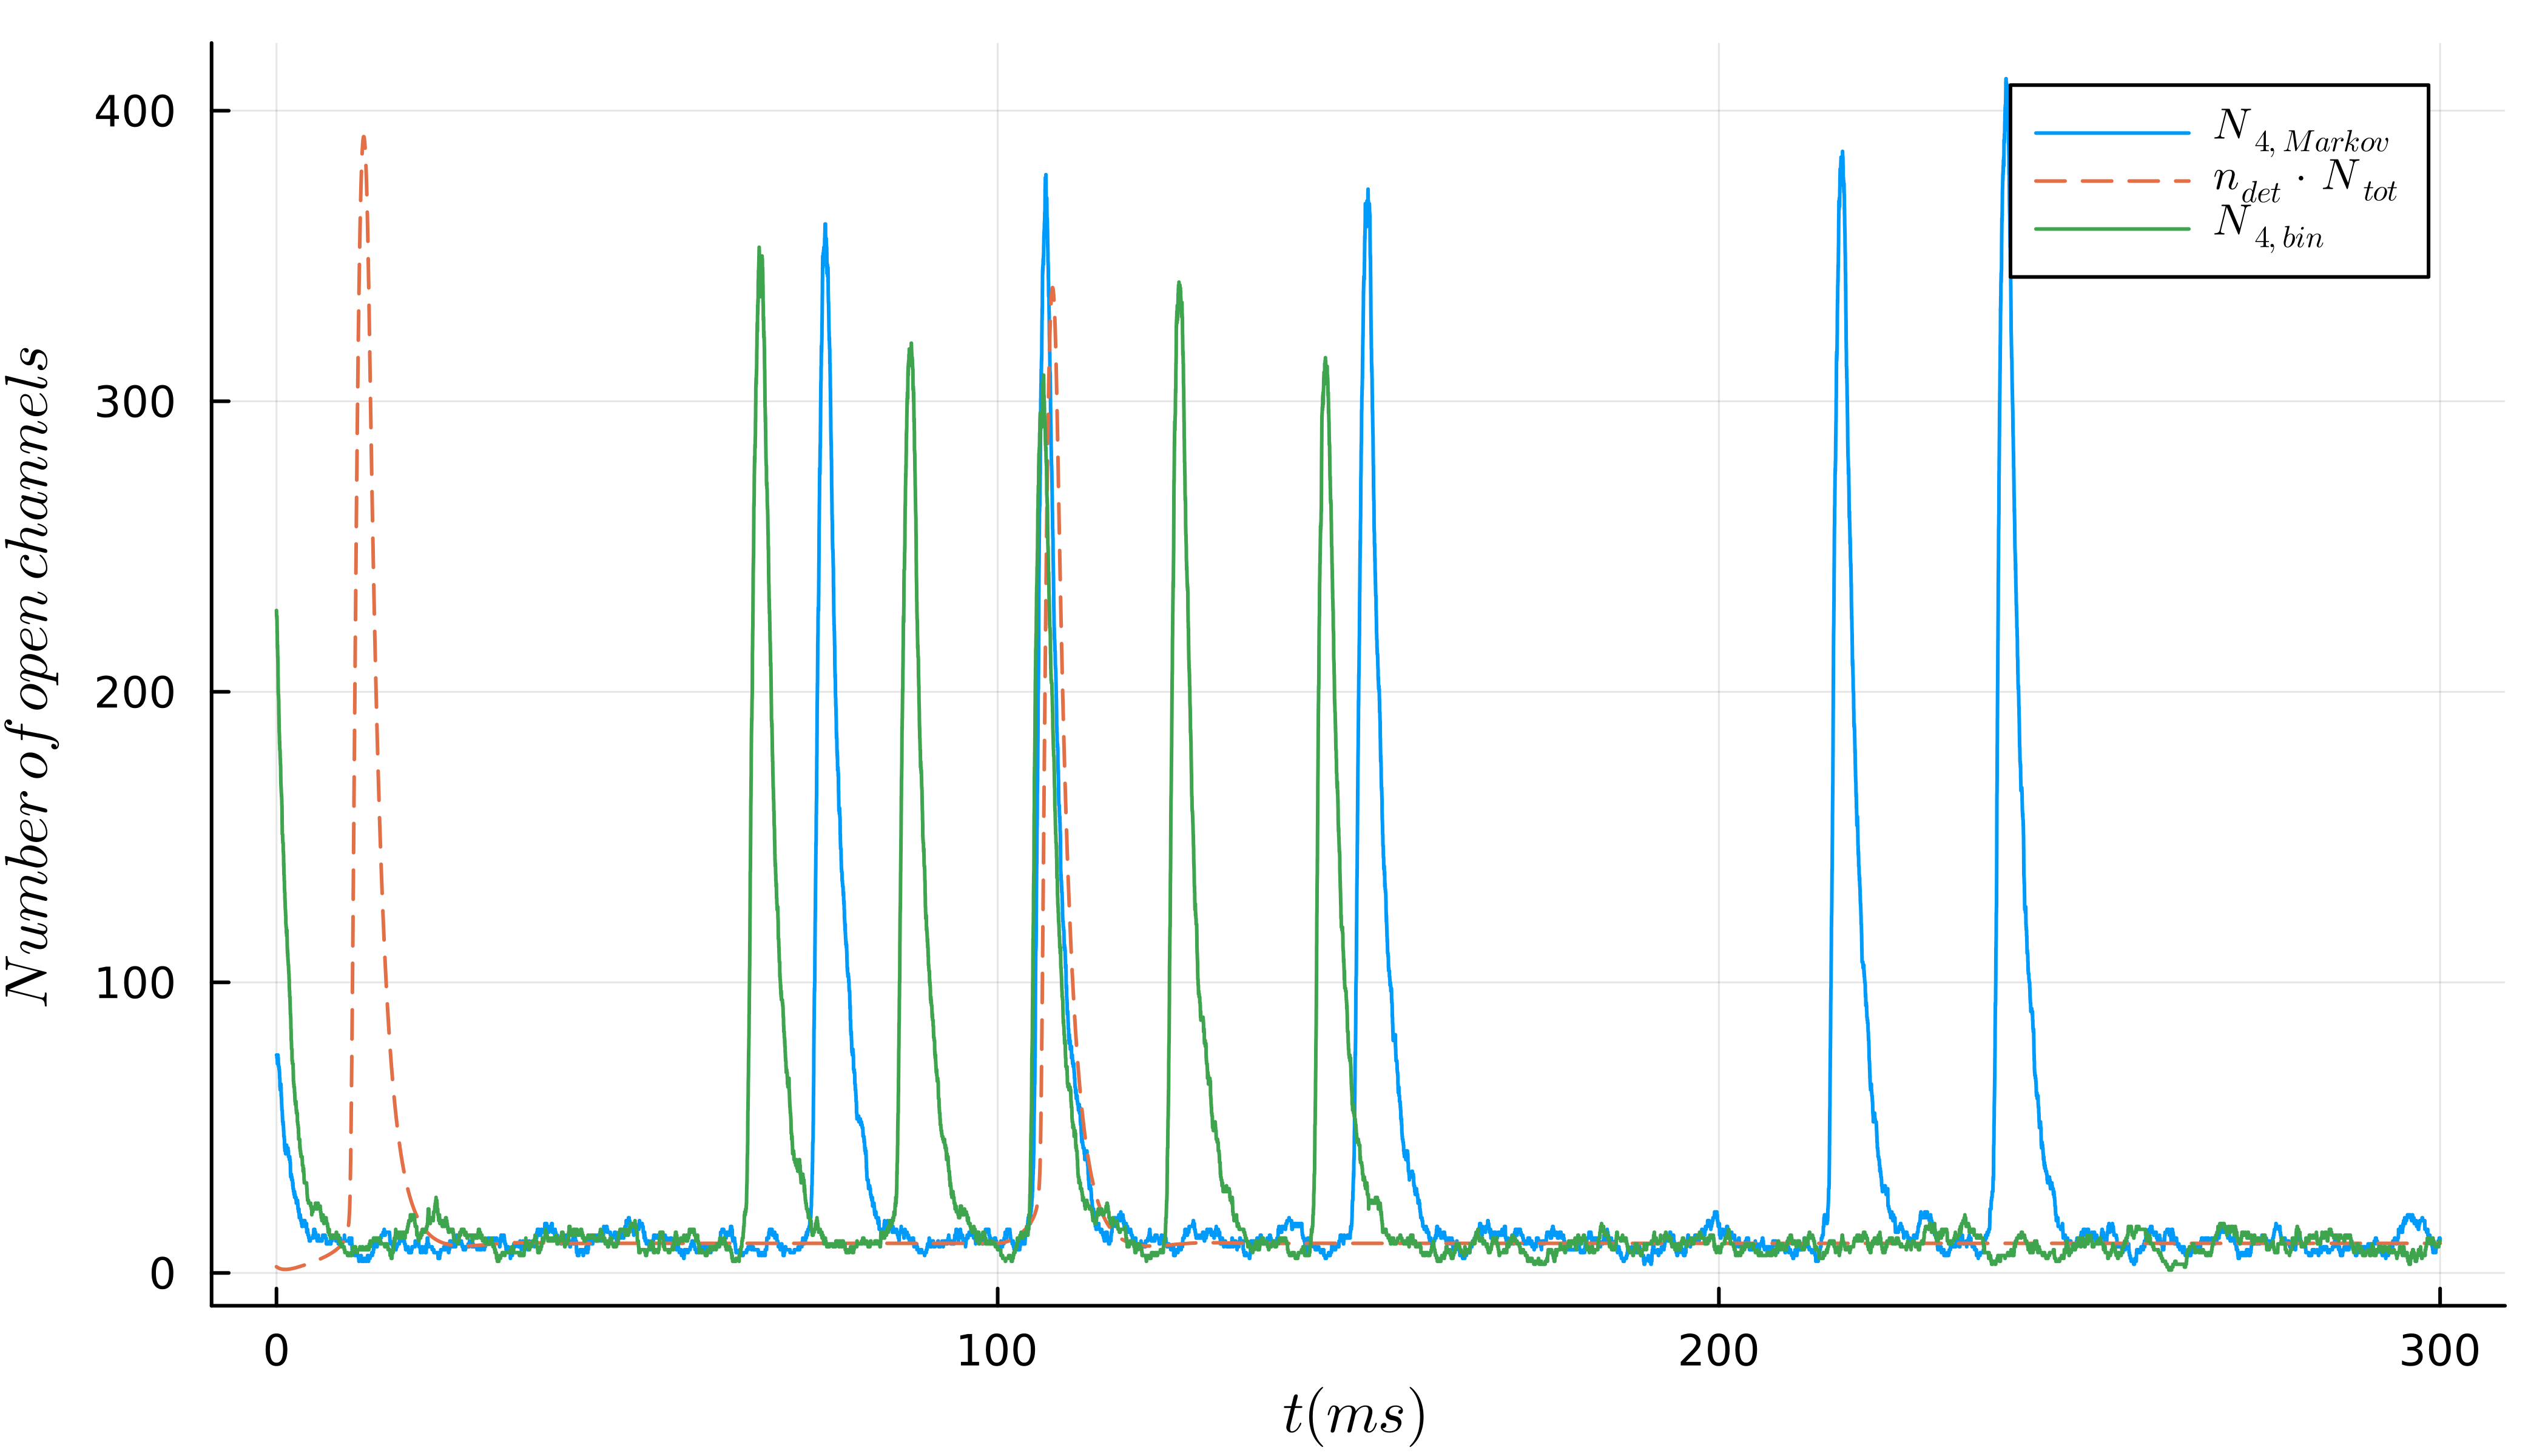 400
300
200
100
0
Number of open channels
0 100 200 300
t(ms)
N4, Markov
ndet · Ntot
N4, bin